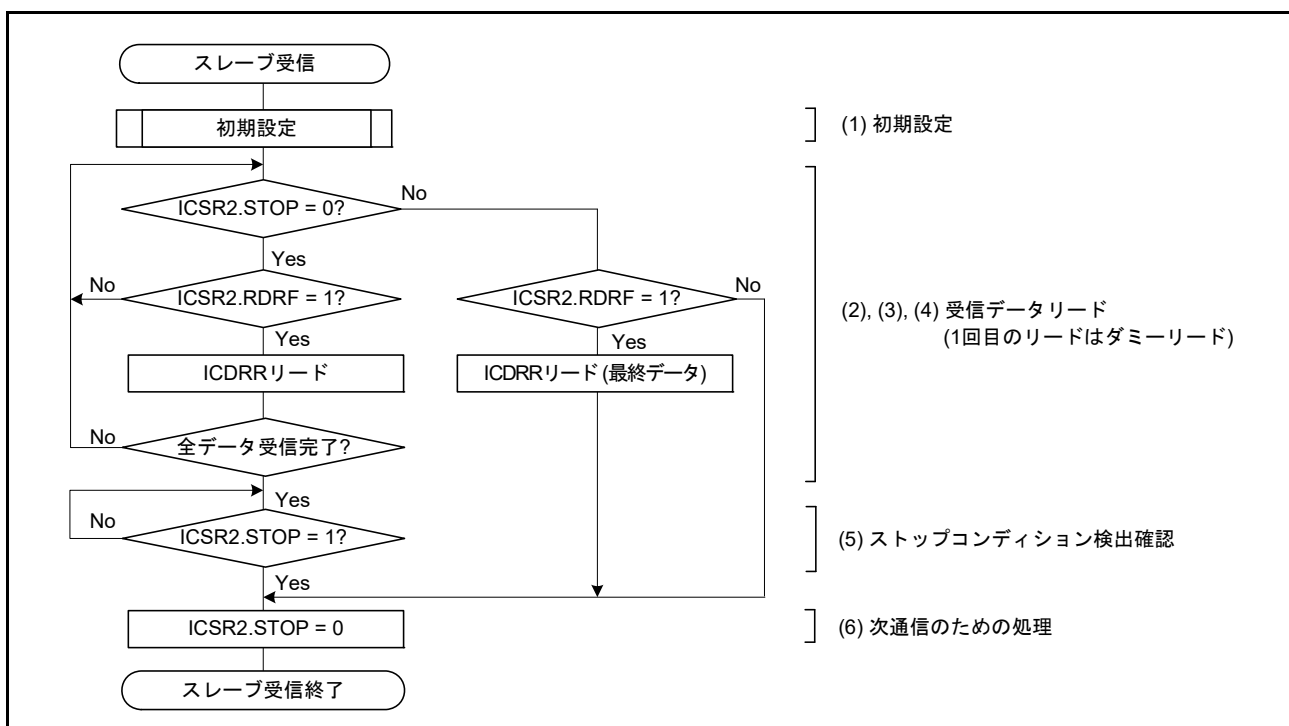 スレーブ受信
初期設定
(1) 初期設定
ICSR2.STOP = 0?
No
Yes
No
ICSR2.RDRF = 1?
ICSR2.RDRF = 1?
No
(2), (3), (4) 受信データリード
(1回目のリードはダミーリード)
Yes
Yes
ICDRRリード
ICDRRリード (最終データ)
No
全データ受信完了?
Yes
No
ICSR2.STOP = 1?
(5) ストップコンディション検出確認
Yes
ICSR2.STOP = 0
(6) 次通信のための処理
スレーブ受信終了